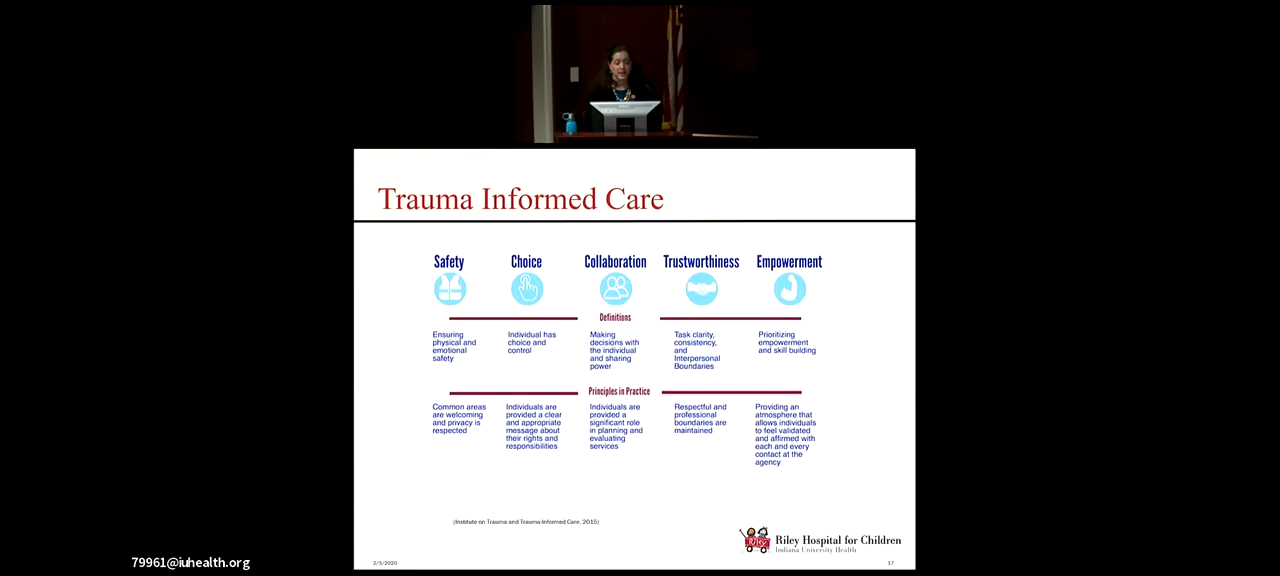 Trauma Informed Care
Safety
Choice
Collaboration
Trustworthiness
Empowerment
Definitions
Ensuring
physical and
emotional
safety
Individual has
choice and
control
Making
decisions with
the individual
and sharing
power
Task clarity,
consistency,
and
Interpersonal
Boundaries
Prioritizing
empowerment
and skill building
Principles in Practice
Common areas
are welcoming
and privacy is
respected
Individuals are
provided a clear
and appropriate
message about
their rights and
responsibilities
Individuals are
provided a
significant role
in planning and
evaluating
services
Respectful and
professional
boundaries are
maintained
Providing an
atmosphere that
allows individuals
to feel validated
and affirmed with
each and every
contact at the
agency
(Institute on Trauma and Trauma-Informed Care, 2015)
Riley
Riley Hospital for Children
Indiana University Health
2/5/2020
17
79961@iuhealth.org